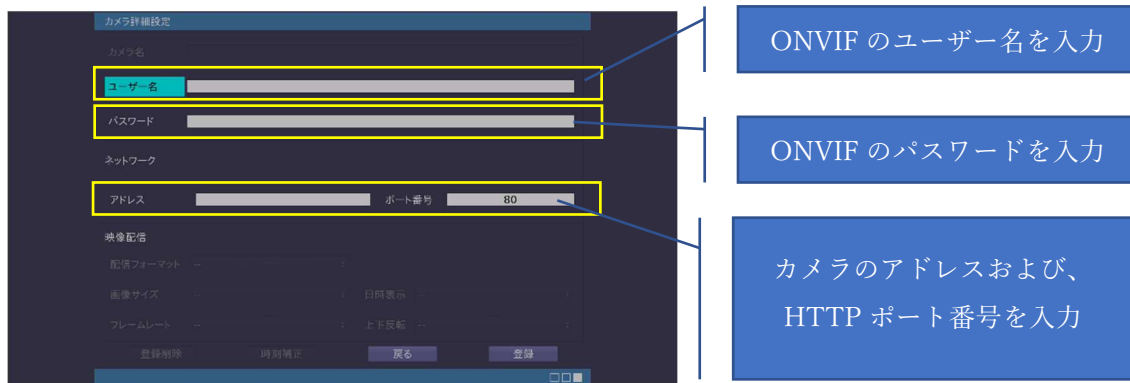 カメラ詳細設定
カメラ名
ユーザー名
パスワード
ネットワーク
アドレス ポート番号 80
映像配信
配信フォーマット --
画像サイズ -- 日時表示 --
フレームレート -- 上下反転 --
登録削除 時刻補正 戻る 登録
ONVIF のユーザー名を入力
ONVIF のパスワードを入力
カメラのアドレスおよび、
HTTP ポート番号を入力